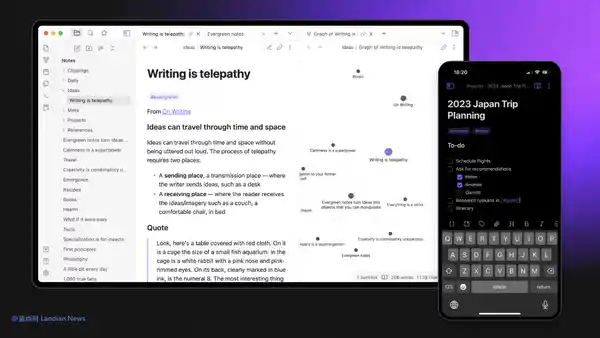 Writing is telepathy
Evergreen notes
Graph of Writing is
Ideas / Writing is telepathy
Ideas / Graph of Writing is telepathy
Notes
Clippings
Daily
Ideas
Writing is telepathy
Meta
Projects
References
Evergreen notes turn ideas
Calmness is a superpower
Travel
Creativity is combinatory u
Emergence
Recipes
Books
Health
What if it were easy
Tools
Specialization is for insects
Firstness
Philosophy
A little bit every day
1,000 true fans
Writing is telepathy
From On Writing
Ideas can travel through time and space
Ideas can travel through time and space without
being uttered out loud. The process of telepathy
requires two places:
• A sending place, a transmission place — where
the writer sends ideas, such as a desk
• A receiving place — where the reader receives
the ideas/imagery such as a couch, a
comfortable chair, in bed
Quote
Look, here's a table covered with red cloth. On it
is a cage the size of a small fish aquarium. In the
cage is a white rabbit with a pink nose and pink-
rimmed eyes. On its back, clearly marked in blue
ink, is the numeral 8. The most interesting thing
Books
On Writing
Calmness is a superpower
Writing is telepathy
Evergreen notes turn ideas into
objects that you can manipulate
Everything is a remix
Creativity is combinatory uniqueness
Evergreen notes
1 backlink
206 words
18:20
Projects / 2023 Japan Trip Pl...
2023 Japan Trip
Planning
To-do
Schedule flights
Ask for recommendations
Keiko
Andrew
Garrett
Research ryokans in
Itinerary
Q W E R T Y U I O P
A S D F G H J K L
Z X C V B N M
123
space
return
@蓝点网 Landian.News